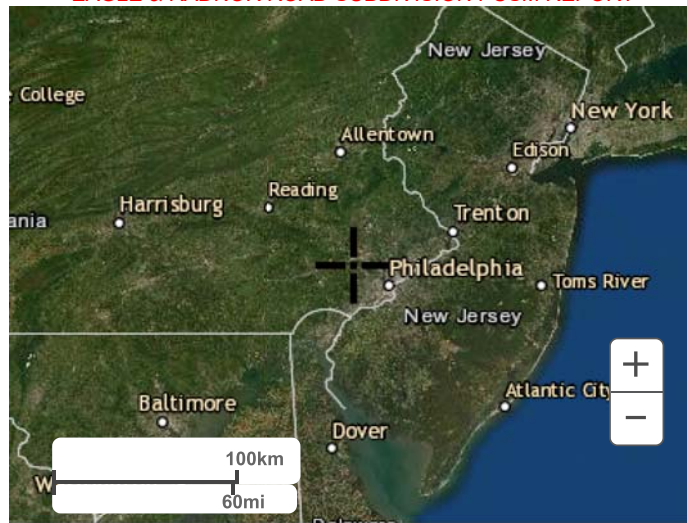 New Jersey
e College
New York
Allentown
Edison
Reading
Harrisburg
ania
Trenton
Philadelphia
Toms River
New Jersey
+
−
Atlantic City
Baltimore
Dover
100km
W
60mi